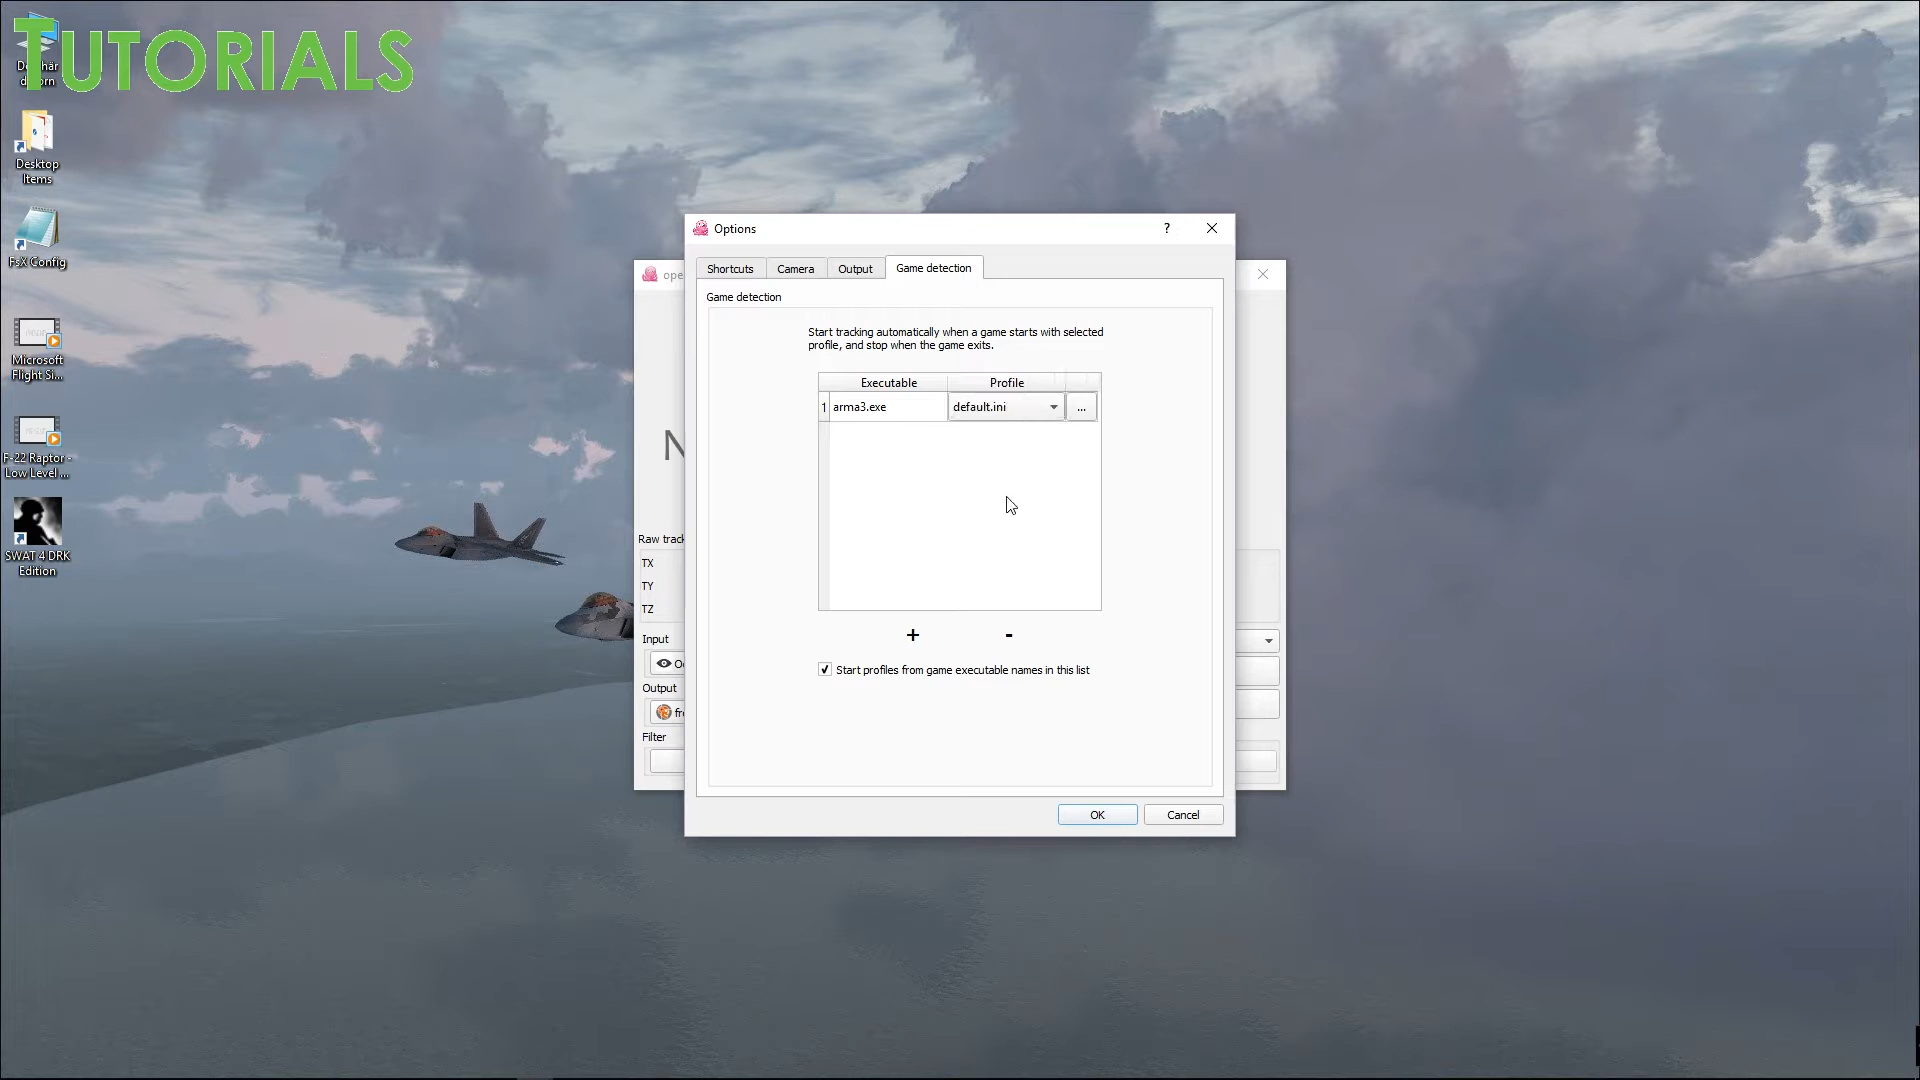 TUTORIALS
Desktop
Items
FsX Config
Microsoft
Flight Si...
F-22 Raptor -
Low Level ...
SWAT 4 DRK
Edition
Options
?
Shortcuts
Camera
Output
Game detection
Game detection
Start tracking automatically when a game starts with selected
profile, and stop when the game exits.
Executable
Profile
1
arma3.exe
default.ini
...
+
-
Start profiles from game executable names in this list
OK
Cancel
ope
N
Raw track
TX
TY
TZ
Input
Output
fr
Filter